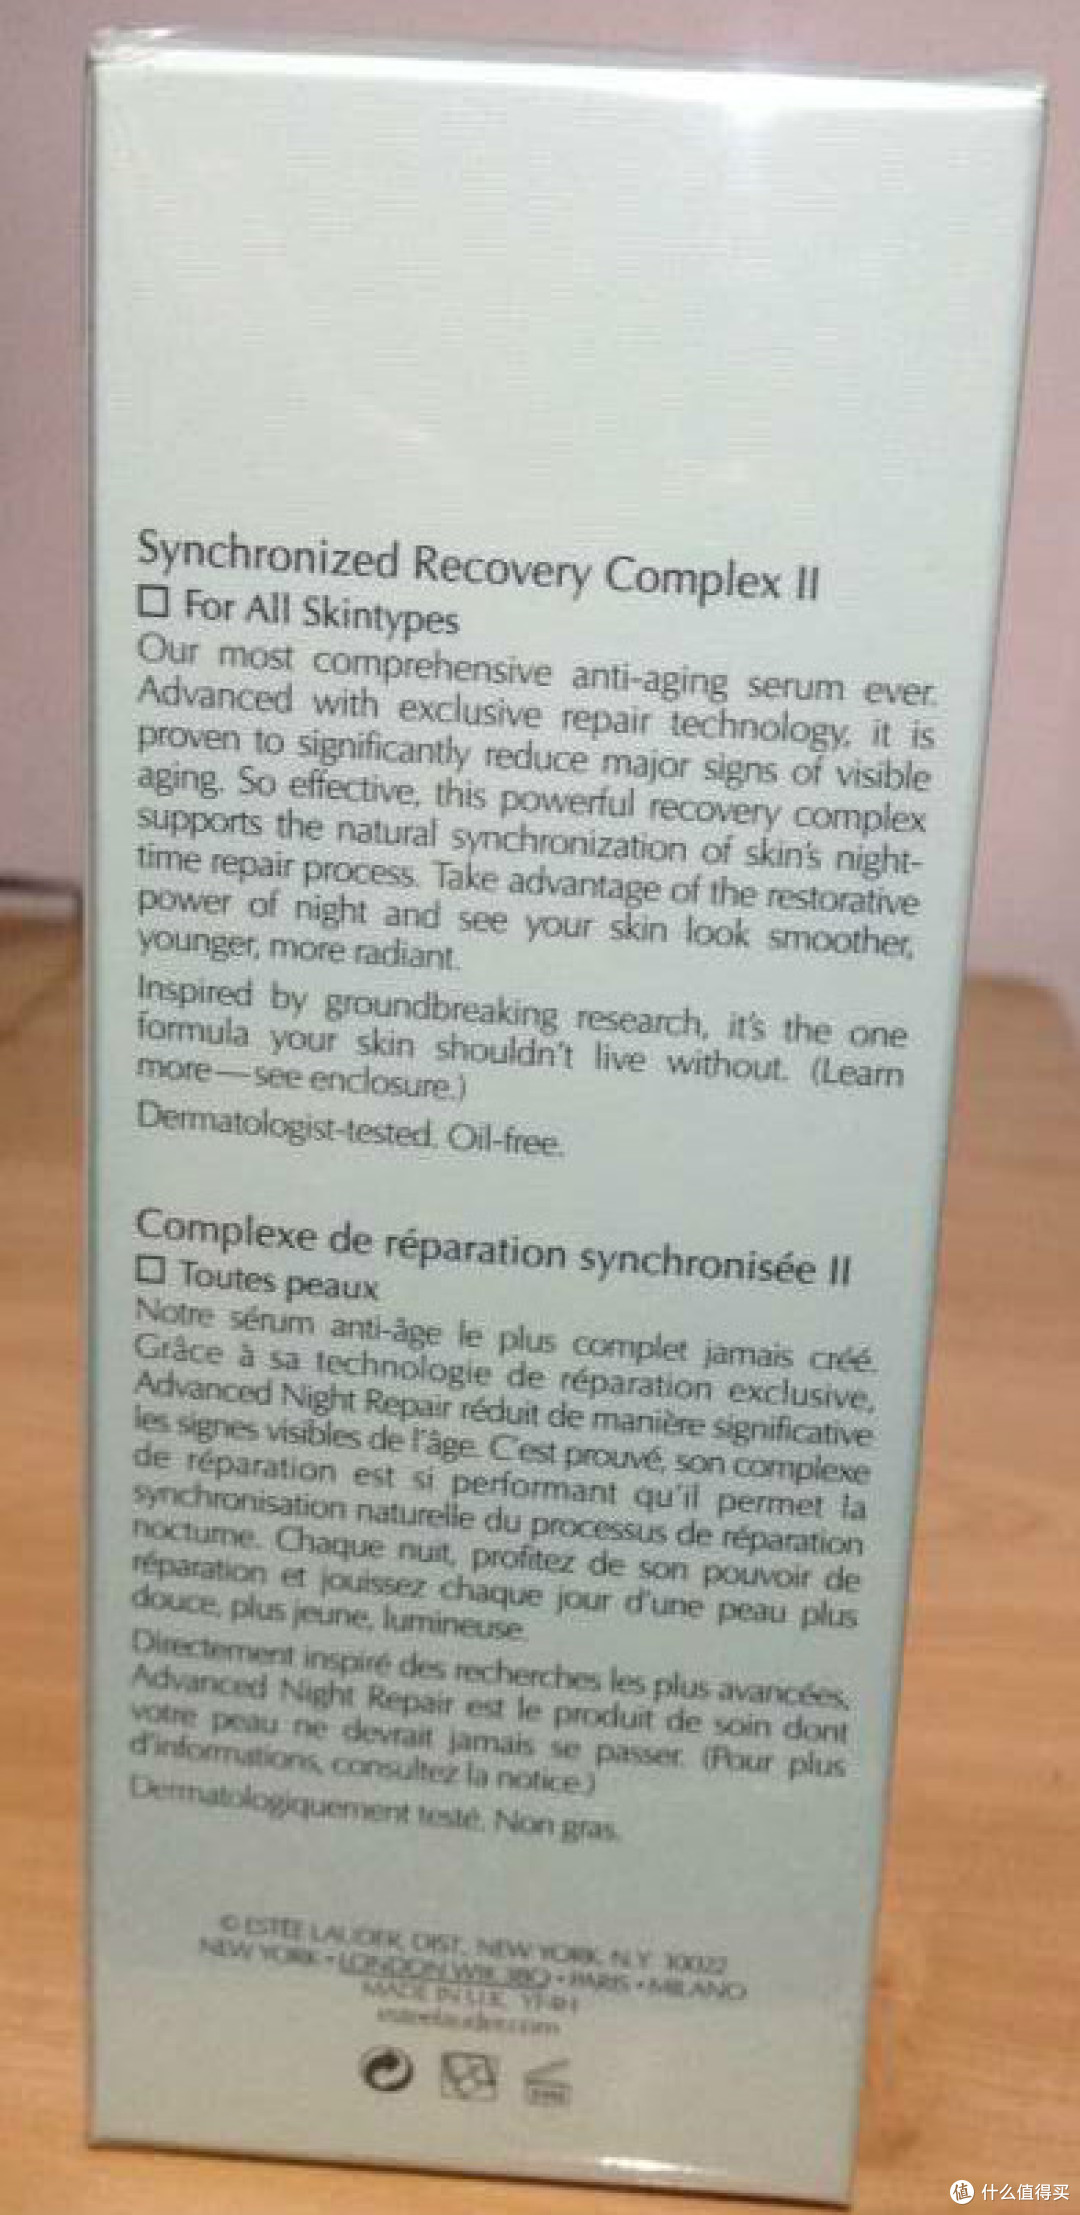 Synchronized Recovery Complex II
For All Skintypes
Our most comprehensive anti-aging serum ever.
Advanced with exclusive repair technology, it is
proven to significantly reduce major signs of visible
aging. So effective, this powerful recovery complex
supports the natural synchronization of skin's night-
time repair process. Take advantage of the restorative
power of night and see your skin look smoother,
younger, more radiant.
Inspired by groundbreaking research, it's the one
formula your skin shouldn't live without. (Learn
more—see enclosure.)
Dermatologist-tested. Oil-free.
Complexe de réparation synchronisée II
Toutes peaux
Notre sérum anti-âge le plus complet jamais créé.
Grâce à sa technologie de réparation exclusive,
Advanced Night Repair réduit de manière significative
les signes visibles de l'âge. C'est prouvé, son complexe
de réparation est si performant qu'il permet la
synchronisation naturelle du processus de réparation
nocturne. Chaque nuit, profitez de son pouvoir de
réparation et jouissez chaque jour d'une peau plus
douce, plus jeune, lumineuse.
Directement inspiré des recherches les plus avancées,
Advanced Night Repair est le produit de soin dont
votre peau ne devrait jamais se passer. (Pour plus
d'informations, consultez la notice.)
Dermatologiquement testé. Non gras.
© ESTÉE LAUDER, DIST. NEW YORK, N.Y. 10022
NEW YORK • LONDON W1K 3BQ • PARIS • MILANO
MADE IN U.K.
esteelauder.com
值 什么值得买